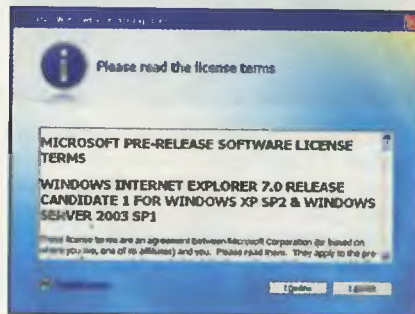 Please read the license terms
MICROSOFT PRE-RELEASE SOFTWARE LICENSE
TERMS
WINDOWS INTERNET EXPLORER 7.0 RELEASE
CANDIDATE 1 FOR WINDOWS XP SP2 & WINDOWS
SERVER 2003 SP1
These license terms are an agreement between Microsoft Corporation (or based on
where you live, one of its affiliates) and you. Please read them. They apply to the pre-
I Decline I Accept